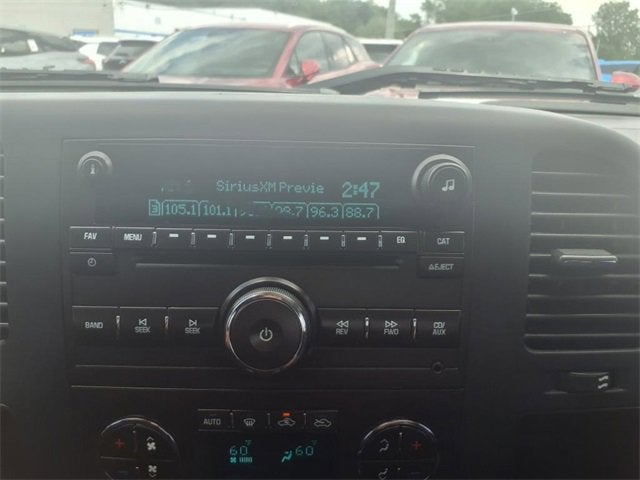 SiriusXM Previe 2:47
3 105.1 101.1 98.7 96.3 88.7
FAV MENU EQ CAT
EJECT
BAND SEEK SEEK REV FWD CD/AUX
AUTO
60°F 60°F